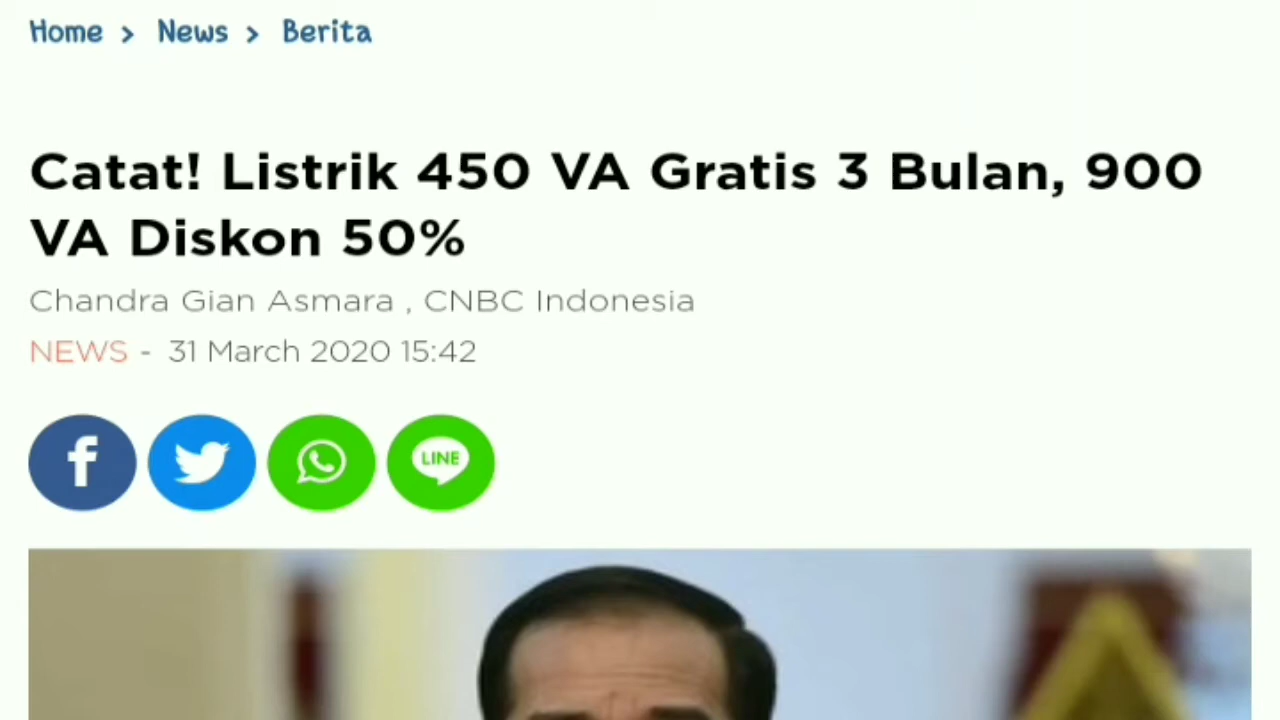 Home > News > Berita
Catat! Listrik 450 VA Gratis 3 Bulan, 900
VA Diskon 50%
Chandra Gian Asmara , CNBC Indonesia
NEWS - 31 March 2020 15:42
f
LINE